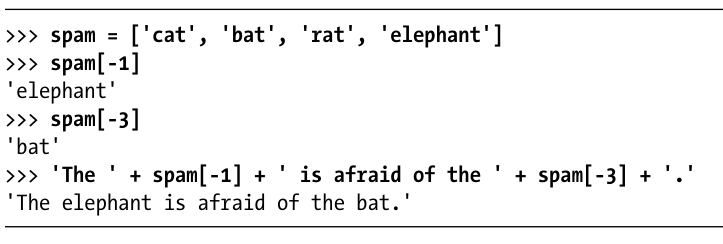 >>> spam = ['cat', 'bat', 'rat', 'elephant']
>>> spam[-1]
'elephant'
>>> spam[-3]
'bat'
>>> 'The ' + spam[-1] + ' is afraid of the ' + spam[-3] + '.'
'The elephant is afraid of the bat.'